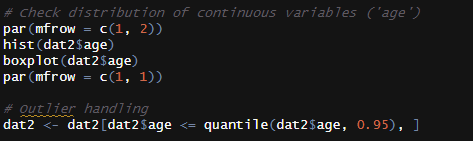 # Check distribution of continuous variables ('age')
par(mfrow = c(1, 2))
hist(dat2$age)
boxplot(dat2$age)
par(mfrow = c(1, 1))
# Outlier handling
dat2 <- dat2[dat2$age <= quantile(dat2$age, 0.95), ]